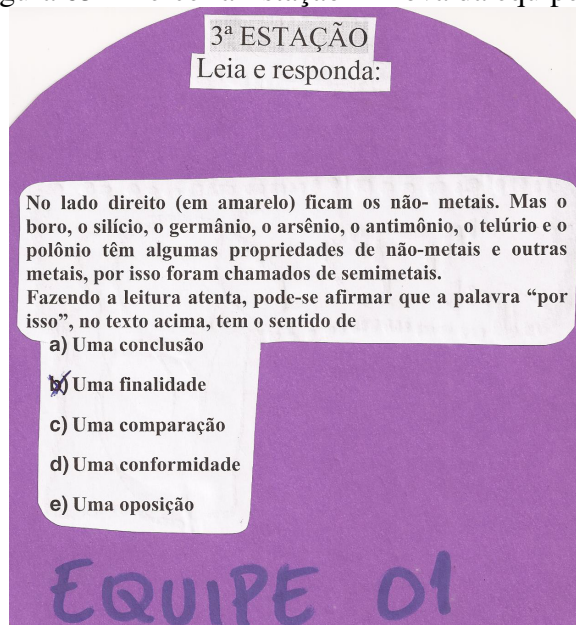 3ª ESTAÇÃO
Leia e responda:
No lado direito (em amarelo) ficam os não- metais. Mas o
boro, o silício, o germânio, o arsênio, o antimônio, o telúrio e o
polônio têm algumas propriedades de não-metais e outras
metais, por isso foram chamados de semimetais.
Fazendo a leitura atenta, pode-se afirmar que a palavra “por
isso”, no texto acima, tem o sentido de
a) Uma conclusão
b) Uma finalidade
c) Uma comparação
d) Uma conformidade
e) Uma oposição
EQUIPE 01